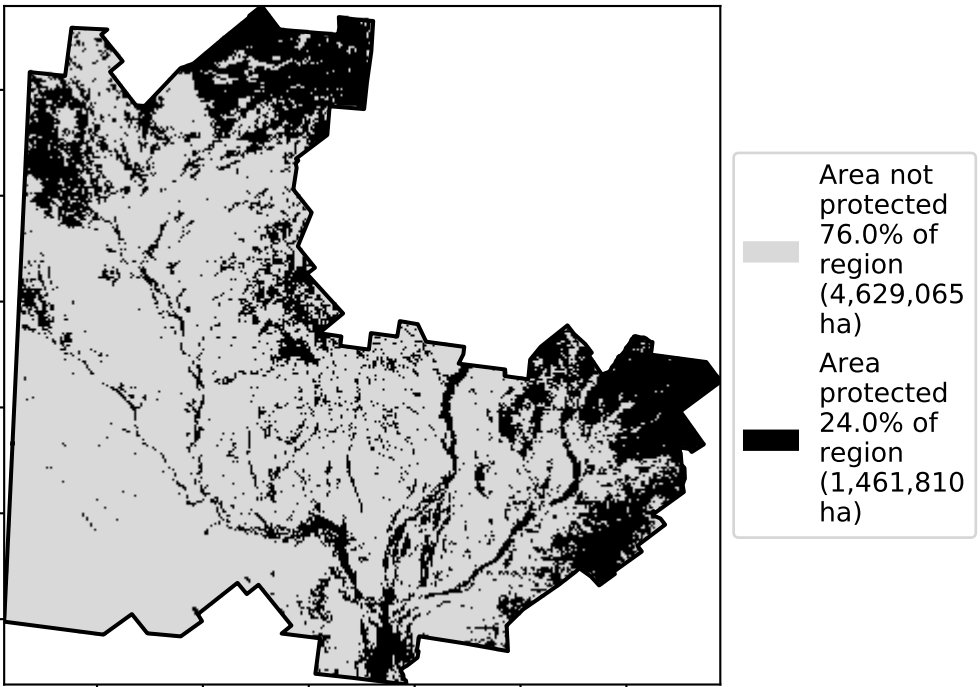 Area not
protected
76.0% of
region
(4,629,065
ha)
Area
protected
24.0% of
region
(1,461,810
ha)